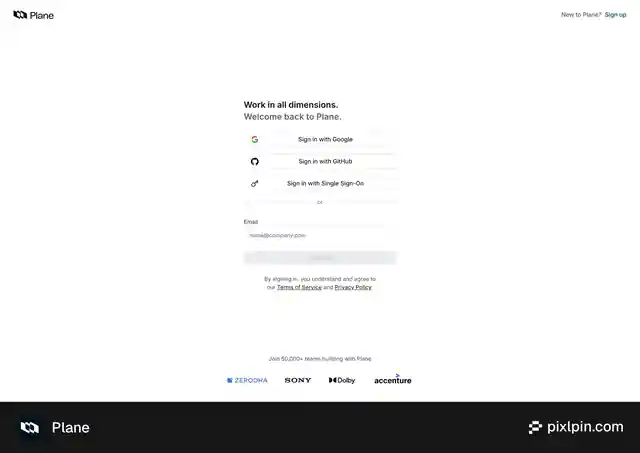 Plane
New to Plane? Sign up
Work in all dimensions.
Welcome back to Plane.
Sign in with Google
Sign in with GitHub
Sign in with Single Sign-On
or
Email
name@company.com
By signing in, you understand and agree to
our Terms of Service and Privacy Policy
Join 50,000+ teams building with Plane
ZERODHA SONY Dolby accenture
Plane
pixlpin.com